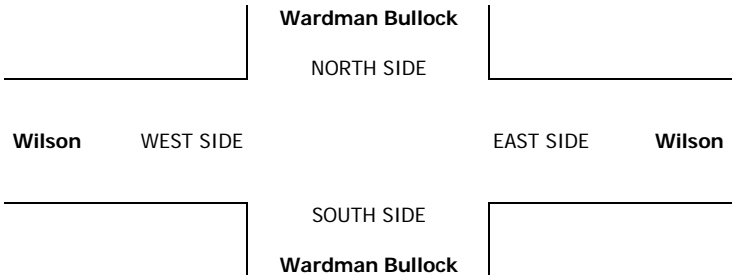 Wardman Bullock
NORTH SIDE
Wilson WEST SIDE EAST SIDE Wilson
SOUTH SIDE
Wardman Bullock